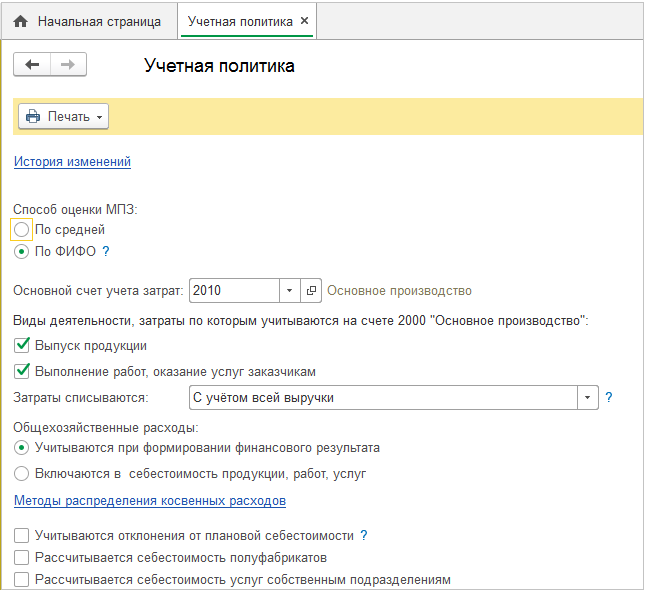 Начальная страница
Учетная политика ×
Учетная политика
Печать
История изменений
Способ оценки МПЗ:
По средней
По ФИФО ?
Основной счет учета затрат: 2010 Основное производство
Виды деятельности, затраты по которым учитываются на счете 2000 "Основное производство":
Выпуск продукции
Выполнение работ, оказание услуг заказчикам
Затраты списываются: С учётом всей выручки ?
Общехозяйственные расходы:
Учитываются при формировании финансового результата
Включаются в себестоимость продукции, работ, услуг
Методы распределения косвенных расходов
Учитываются отклонения от плановой себестоимости ?
Рассчитывается себестоимость полуфабрикатов
Рассчитывается себестоимость услуг собственным подразделениям